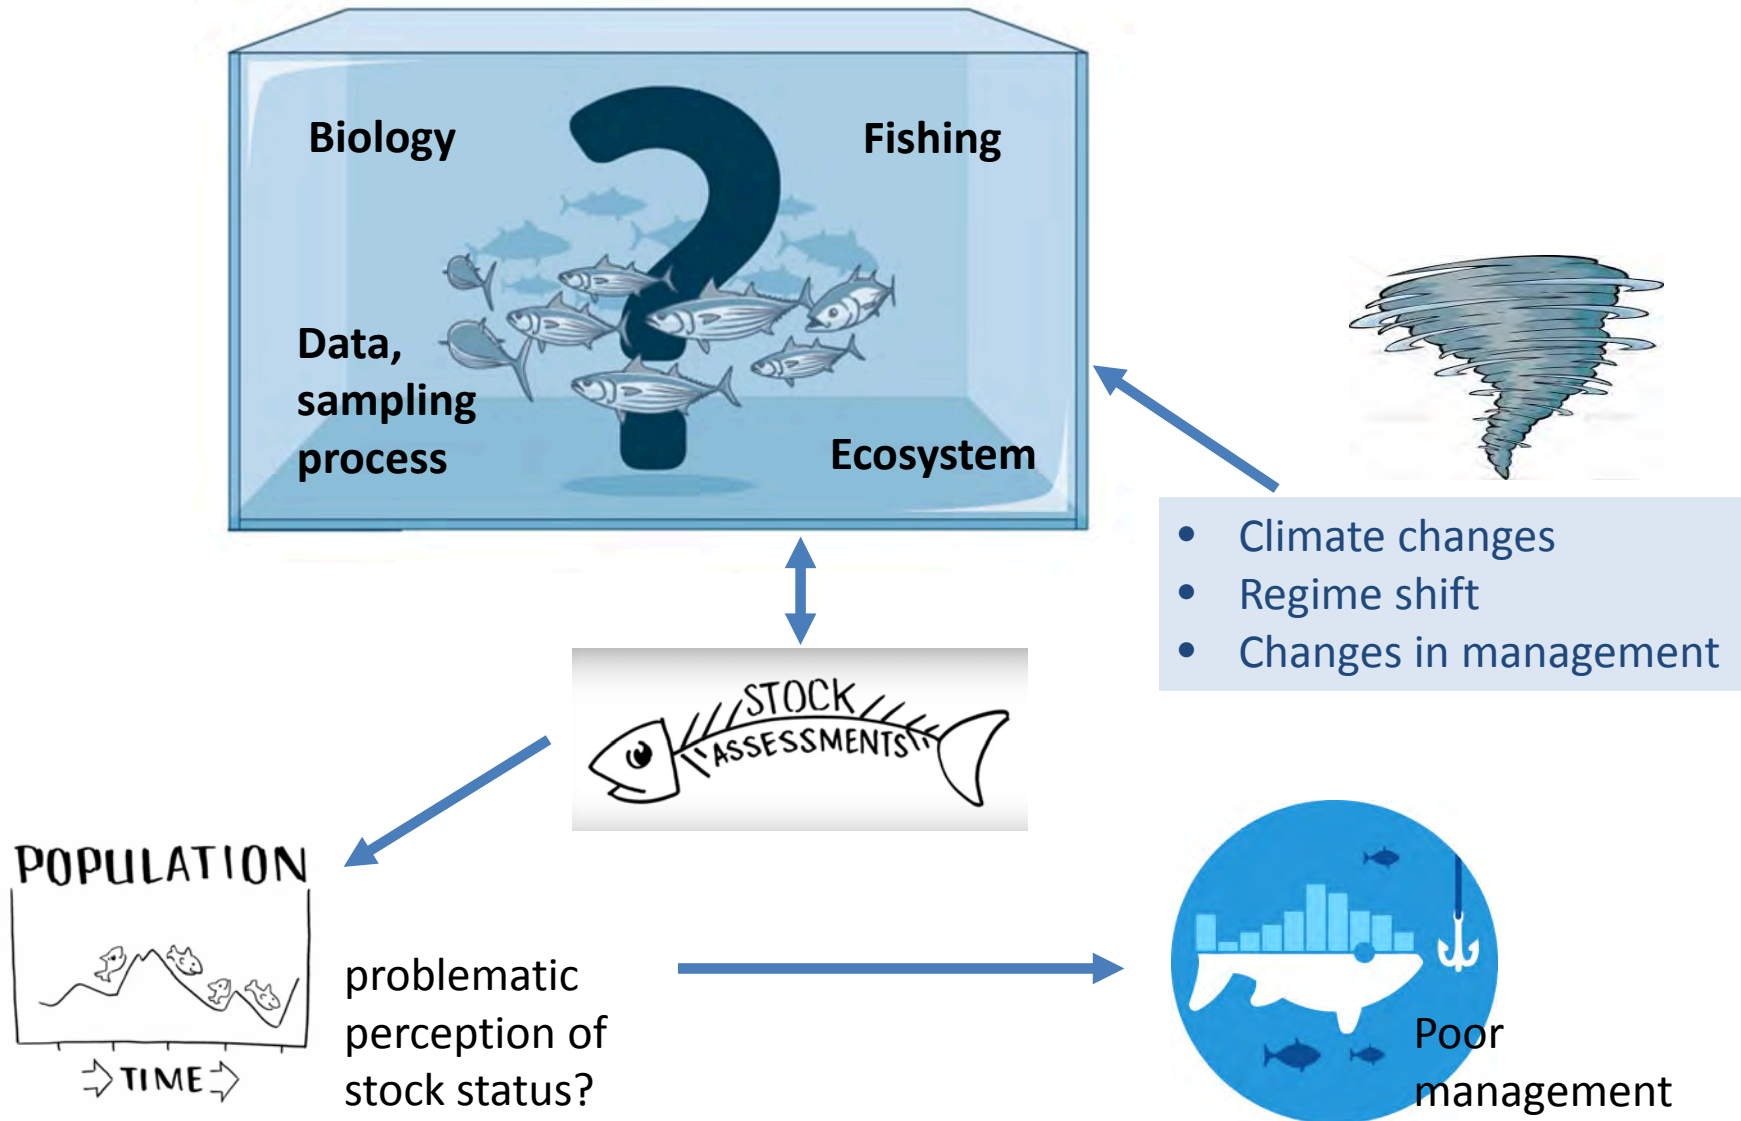 Biology
Fishing
Data,
sampling
process
Ecosystem
• Climate changes
• Regime shift
• Changes in management
STOCK
ASSESSMENTS
POPULATION
TIME
problematic
perception of
stock status?
Poor
management